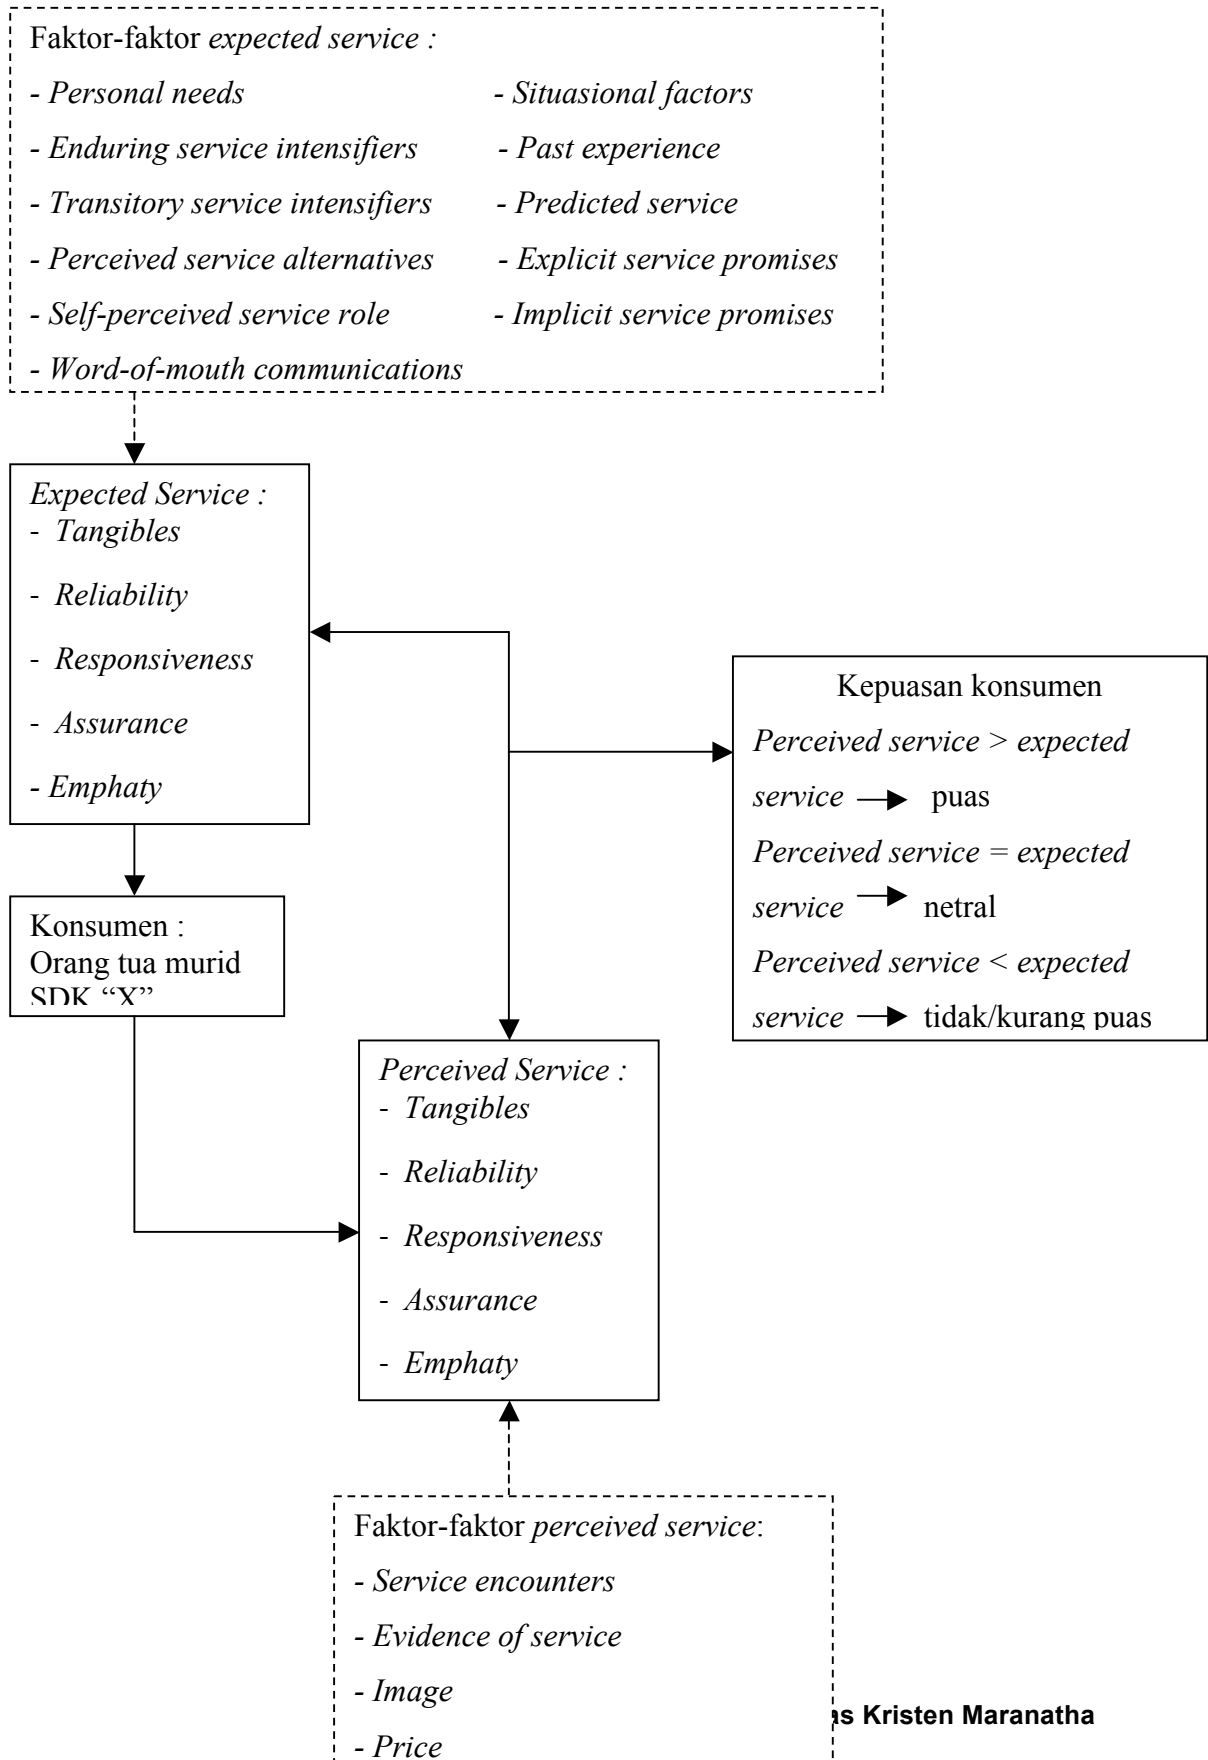 Faktor-faktor expected service :
- Personal needs - Situasional factors
- Enduring service intensifiers - Past experience
- Transitory service intensifiers - Predicted service
- Perceived service alternatives - Explicit service promises
- Self-perceived service role - Implicit service promises
- Word-of-mouth communications
Expected Service :
- Tangibles
- Reliability
- Responsiveness
- Assurance
- Emphaty
Kepuasan konsumen
Perceived service > expected
service → puas
Perceived service = expected
service → netral
Perceived service < expected
service → tidak/kurang puas
Konsumen :
Orang tua murid
SDK “X”
Perceived Service :
- Tangibles
- Reliability
- Responsiveness
- Assurance
- Emphaty
Faktor-faktor perceived service:
- Service encounters
- Evidence of service
- Image
- Price
as Kristen Maranatha